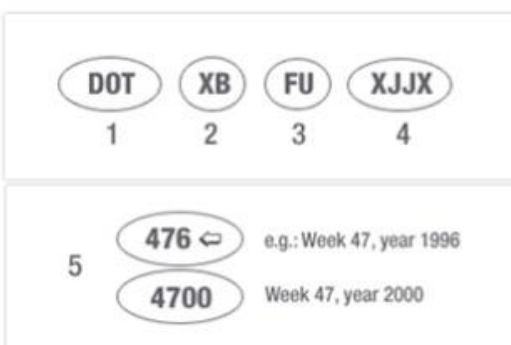 DOT XB FU XJJX
1 2 3 4
476 ⇦ e.g.: Week 47, year 1996
5
4700 Week 47, year 2000